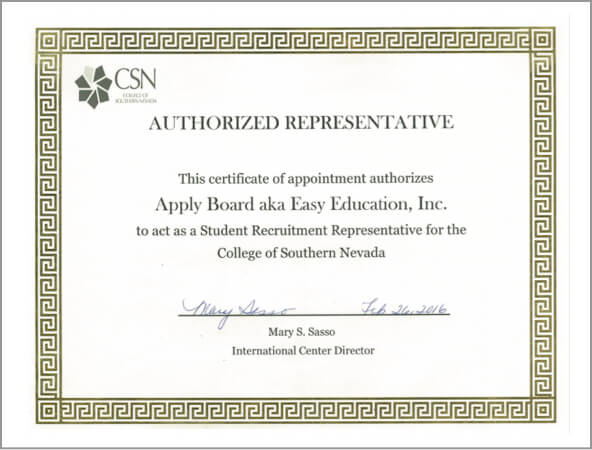 CSN
COLLEGE OF
SOUTHERN NEVADA
AUTHORIZED REPRESENTATIVE
This certificate of appointment authorizes
Apply Board aka Easy Education, Inc.
to act as a Student Recruitment Representative for the
College of Southern Nevada
Mary Sasso Feb 26, 2016
Mary S. Sasso
International Center Director